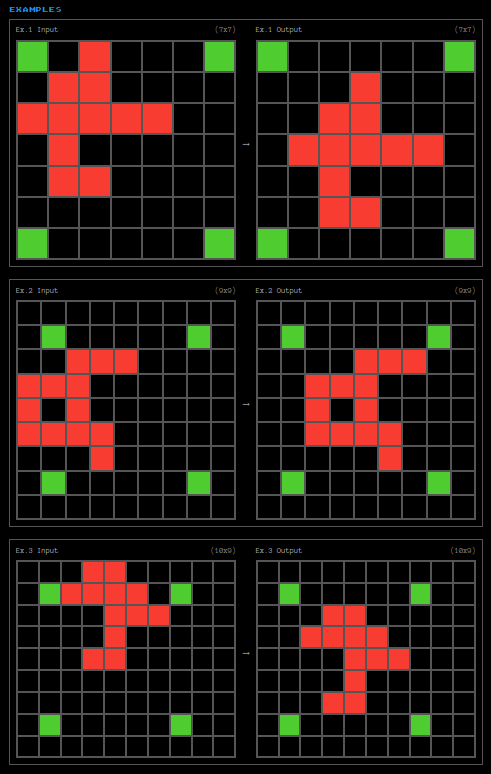 EXAMPLES
Ex.1 Input (7x7)
Ex.1 Output (7x7)
→
Ex.2 Input (9x9)
Ex.2 Output (9x9)
→
Ex.3 Input (10x9)
Ex.3 Output (10x9)
→